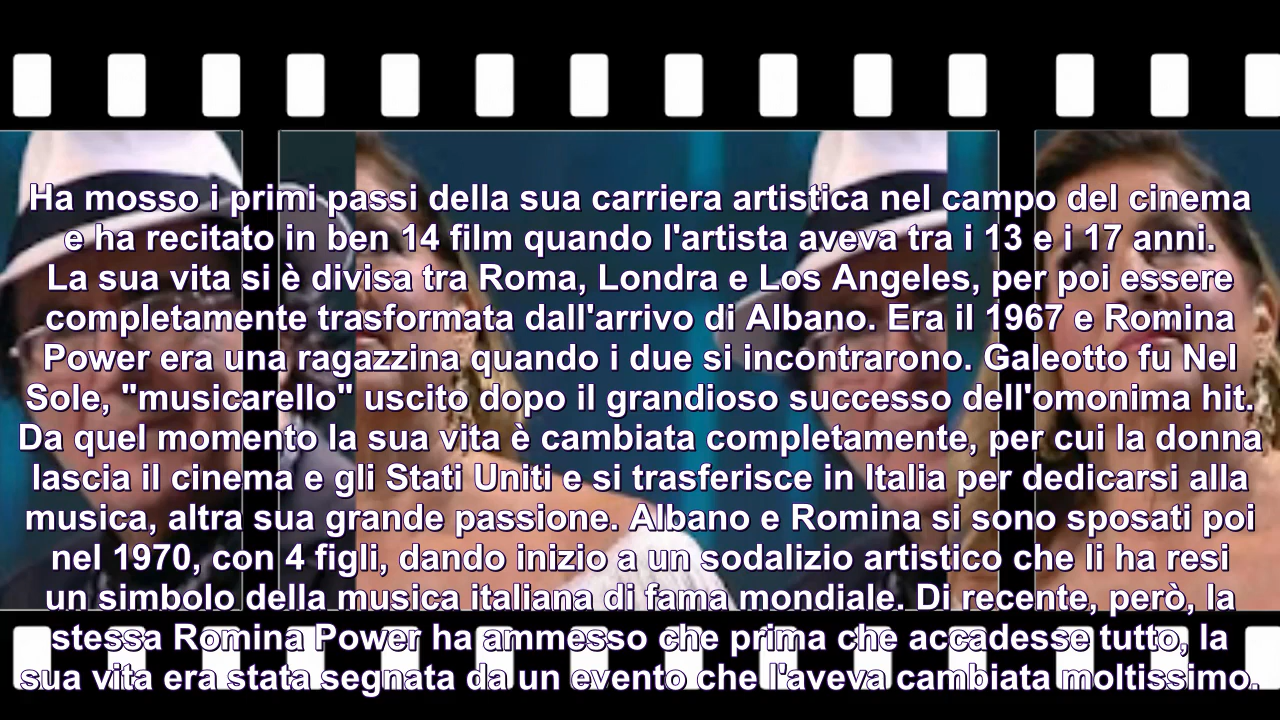 Ha mosso i primi passi della sua carriera artistica nel campo del cinema
e ha recitato in ben 14 film quando l'artista aveva tra i 13 e i 17 anni.
La sua vita si è divisa tra Roma, Londra e Los Angeles, per poi essere
completamente trasformata dall'arrivo di Albano. Era il 1967 e Romina
Power era una ragazzina quando i due si incontrarono. Galeotto fu Nel
Sole, "musicarello" uscito dopo il grandioso successo dell'omonima hit.
Da quel momento la sua vita è cambiata completamente, per cui la donna
lascia il cinema e gli Stati Uniti e si trasferisce in Italia per dedicarsi alla
musica, altra sua grande passione. Albano e Romina si sono sposati poi
nel 1970, con 4 figli, dando inizio a un sodalizio artistico che li ha resi
un simbolo della musica italiana di fama mondiale. Di recente, però, la
stessa Romina Power ha ammesso che prima che accadesse tutto, la
sua vita era stata segnata da un evento che l'aveva cambiata moltissimo.